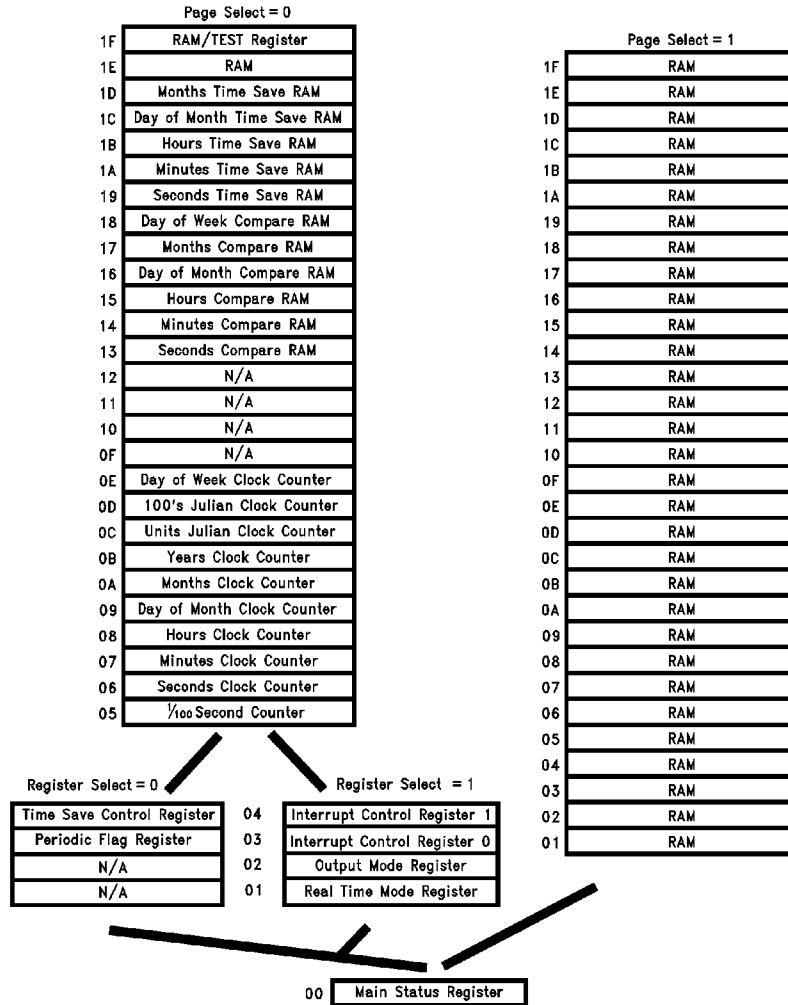 Page Select = 0
1F RAM/TEST Register
1E RAM
1D Months Time Save RAM
1C Day of Month Time Save RAM
1B Hours Time Save RAM
1A Minutes Time Save RAM
19 Seconds Time Save RAM
18 Day of Week Compare RAM
17 Months Compare RAM
16 Day of Month Compare RAM
15 Hours Compare RAM
14 Minutes Compare RAM
13 Seconds Compare RAM
12 N/A
11 N/A
10 N/A
0F N/A
0E Day of Week Clock Counter
0D 100's Julian Clock Counter
0C Units Julian Clock Counter
0B Years Clock Counter
0A Months Clock Counter
09 Day of Month Clock Counter
08 Hours Clock Counter
07 Minutes Clock Counter
06 Seconds Clock Counter
05 1/100 Second Counter
Page Select = 1
1F RAM
1E RAM
1D RAM
1C RAM
1B RAM
1A RAM
19 RAM
18 RAM
17 RAM
16 RAM
15 RAM
14 RAM
13 RAM
12 RAM
11 RAM
10 RAM
0F RAM
0E RAM
0D RAM
0C RAM
0B RAM
0A RAM
09 RAM
08 RAM
07 RAM
06 RAM
05 RAM
04 RAM
03 RAM
02 RAM
01 RAM
Register Select = 0 Register Select = 1
Time Save Control Register 04 Interrupt Control Register 1
Periodic Flag Register 03 Interrupt Control Register 0
N/A 02 Output Mode Register
N/A 01 Real Time Mode Register
00 Main Status Register